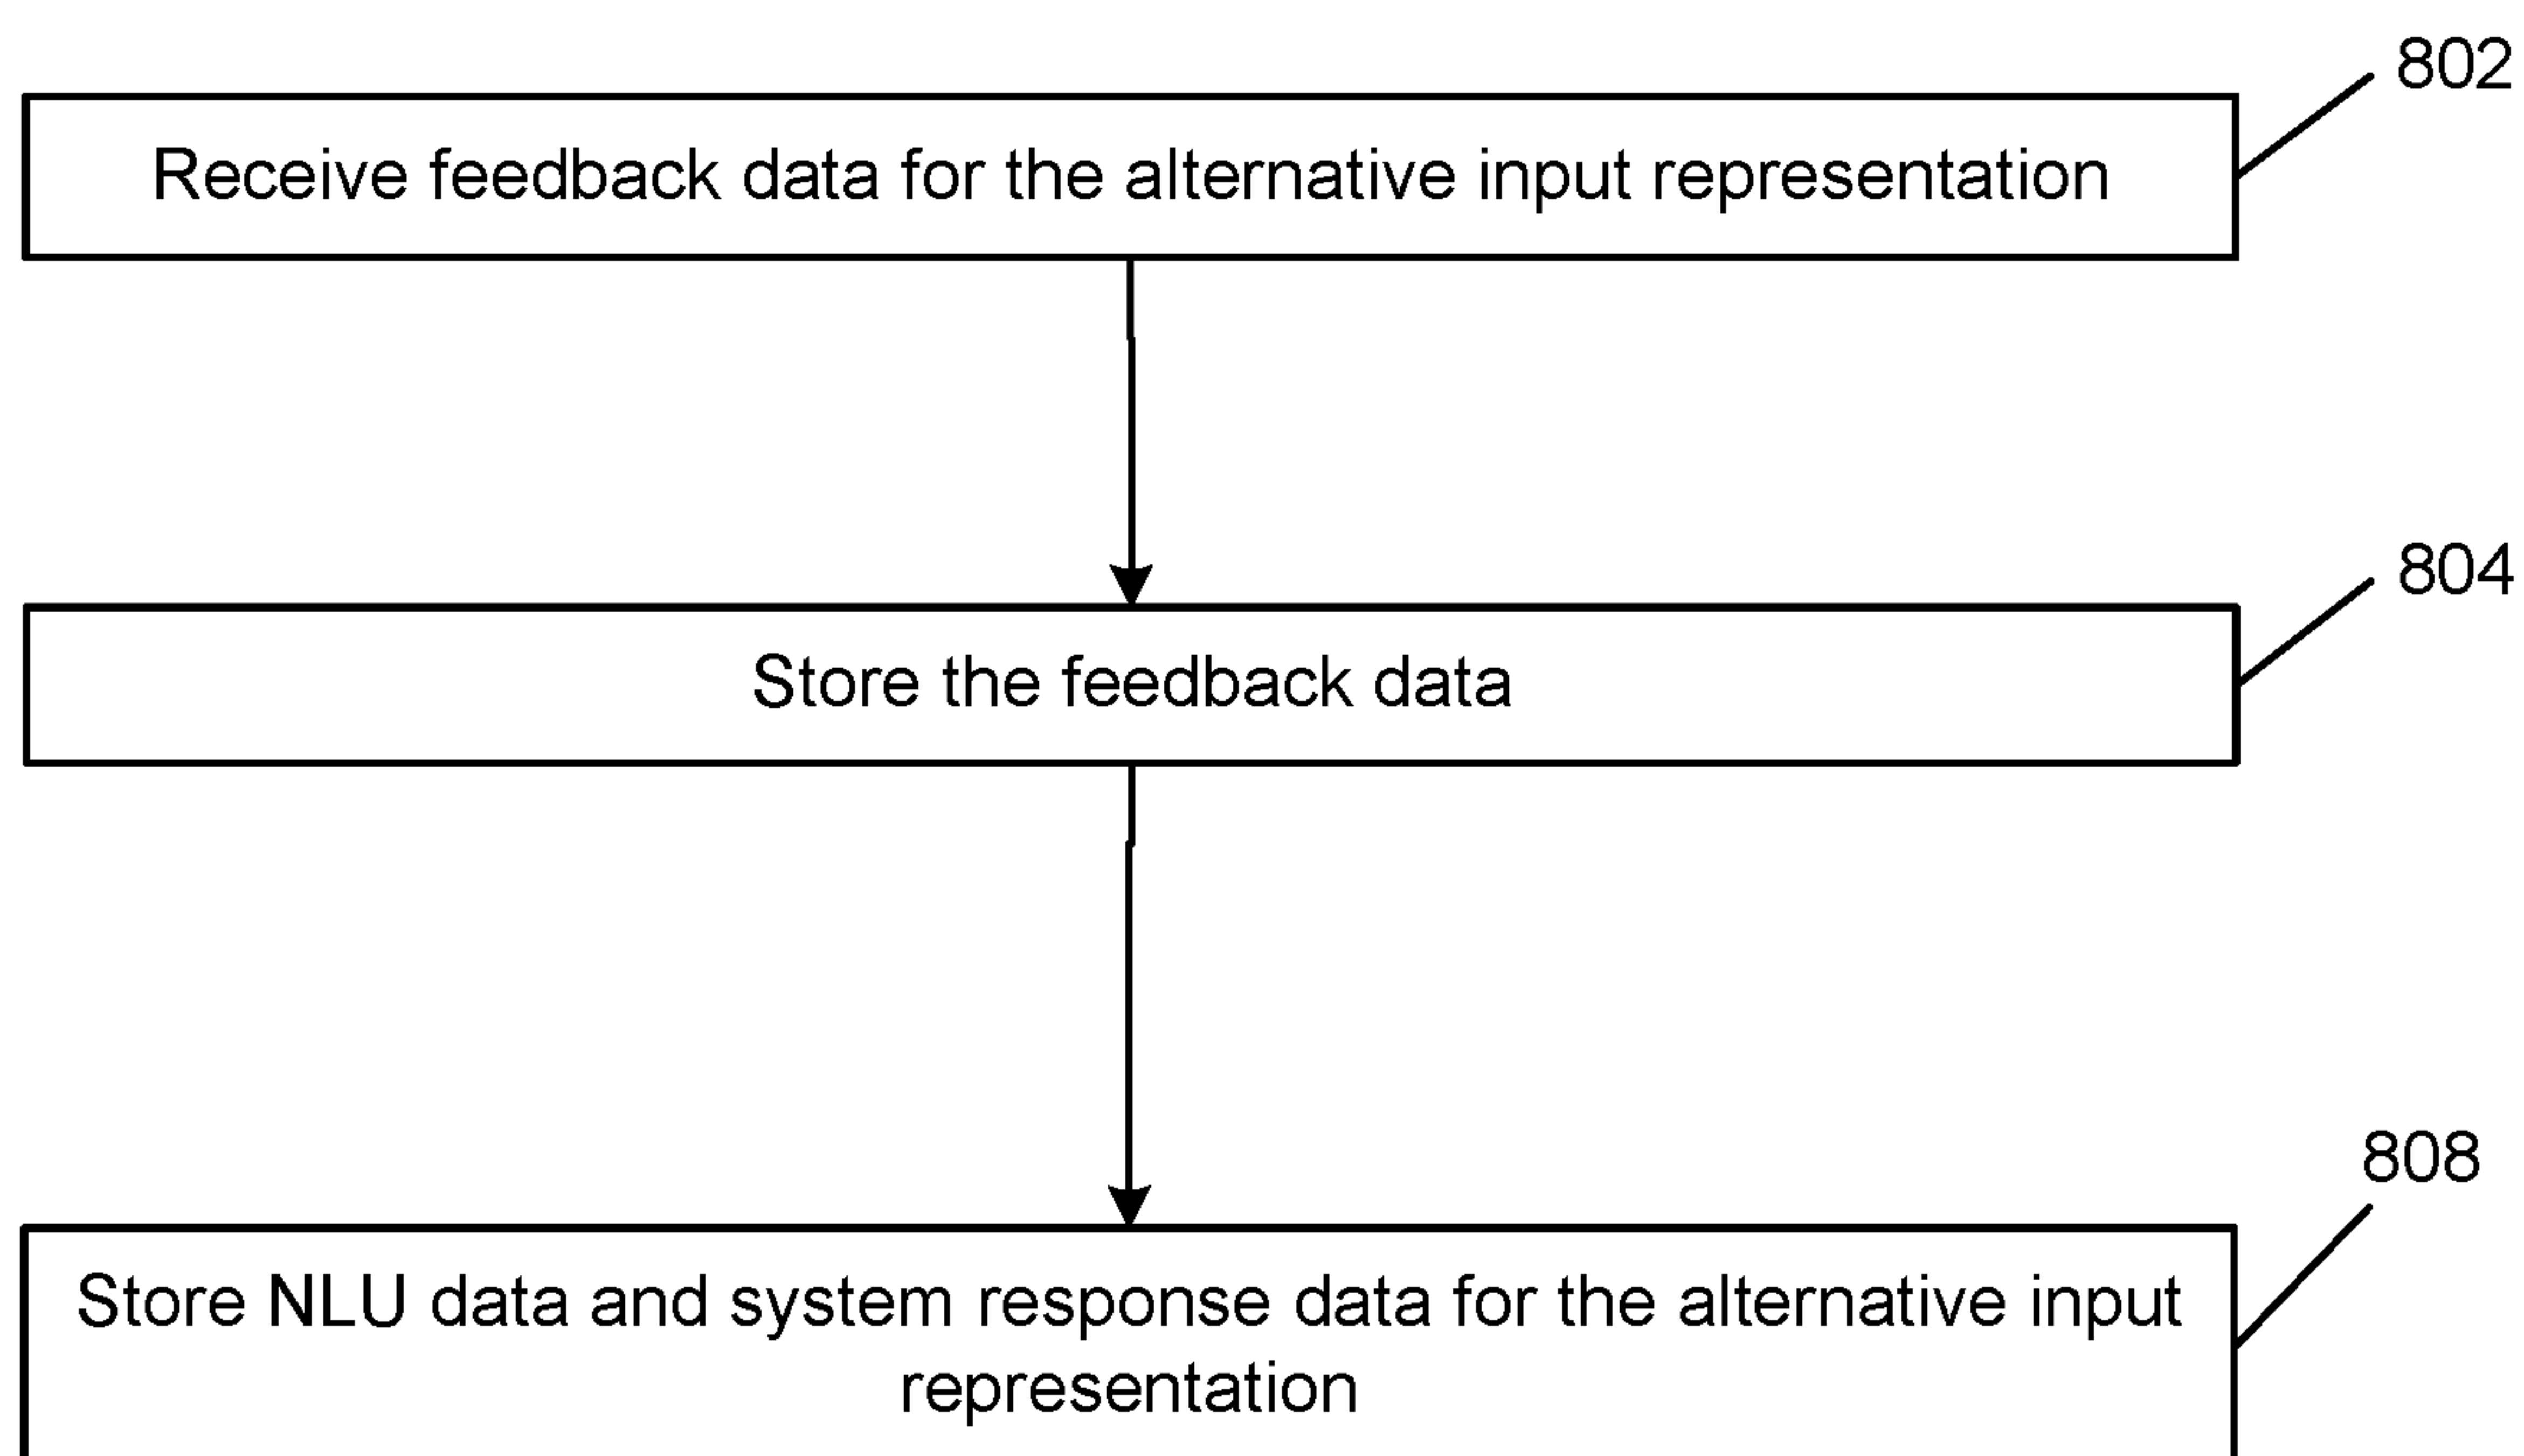 802
Receive feedback data for the alternative input representation
804
Store the feedback data
808
Store NLU data and system response data for the alternative input
representation